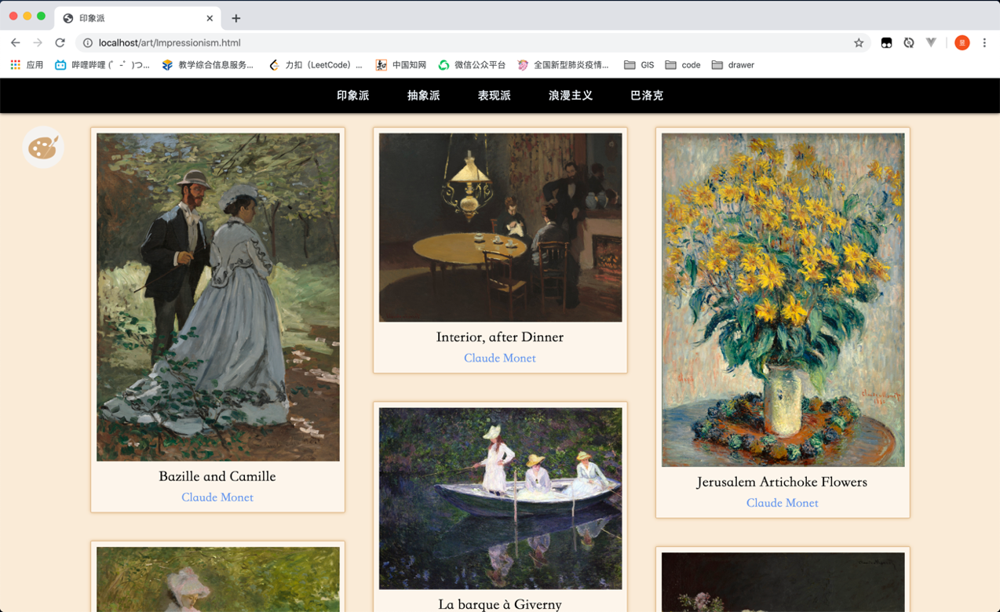 印象派
localhost/art/Impressionism.html
应用 哔哩哔哩 (゜-゜)つ... 教学综合信息服务... 力扣（LeetCode）... 中国知网 微信公众平台 全国新型肺炎疫情... GIS code drawer
印象派 抽象派 表现派 浪漫主义 巴洛克
Bazille and Camille
Claude Monet
Interior, after Dinner
Claude Monet
Jerusalem Artichoke Flowers
Claude Monet
La barque à Giverny